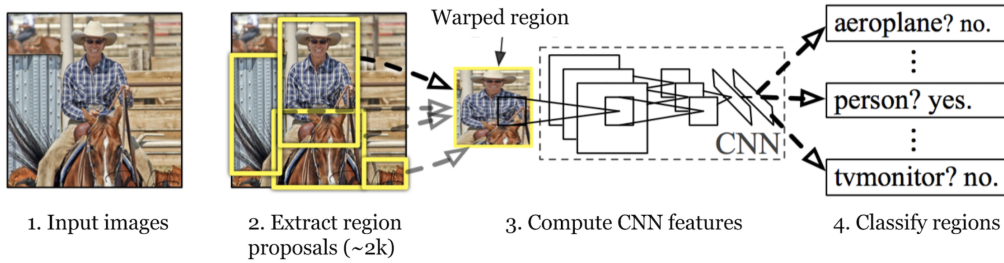 Warped region
aeroplane? no.
person? yes.
tvmonitor? no.
CNN
1. Input images
2. Extract region
proposals (~2k)
3. Compute CNN features
4. Classify regions